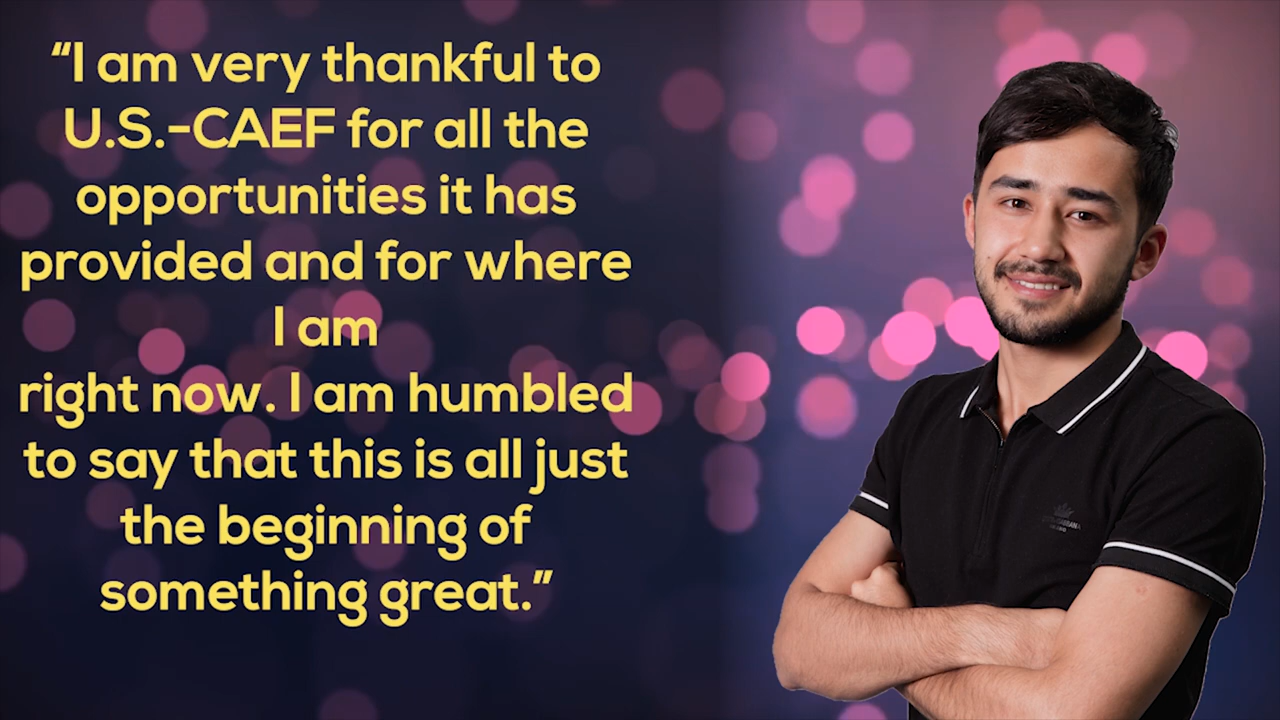 “I am very thankful to
U.S.-CAEF for all the
opportunities it has
provided and for where
I am
right now. I am humbled
to say that this is all just
the beginning of
something great.”